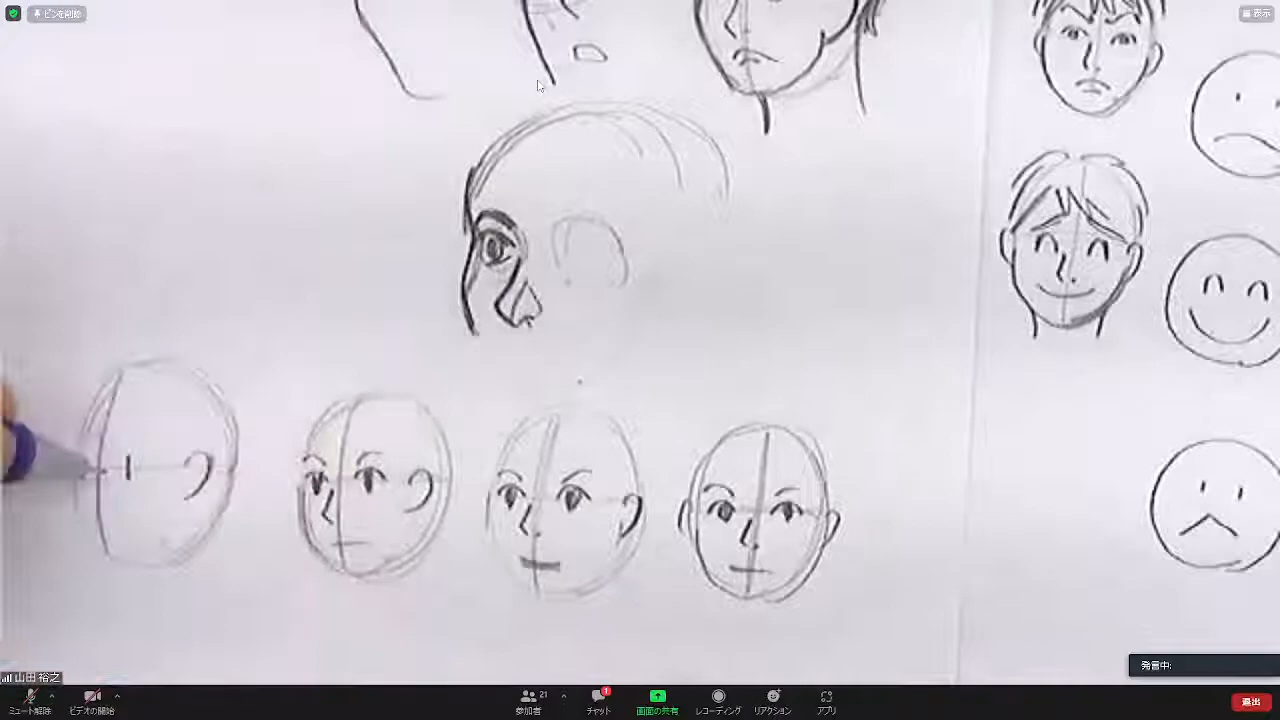 ピンを削除
表示
山田 裕之
発言中:
ミュート解除
ビデオの開始
21
参加者
1
チャット
画面の共有
レコーディング
リアクション
アプリ
退出